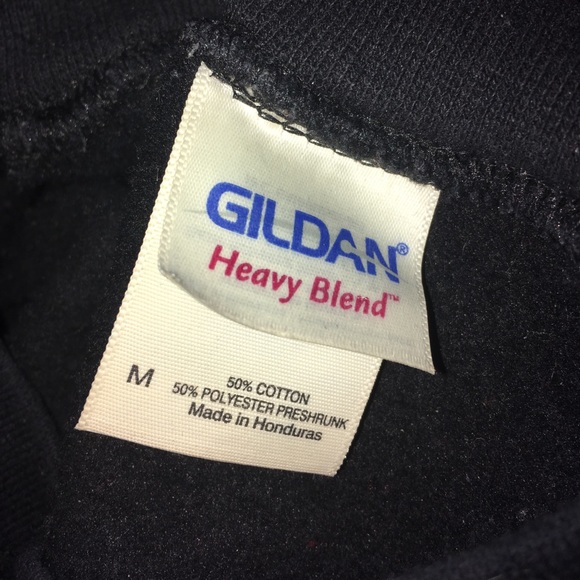 GILDAN®
Heavy Blend™
M
50% COTTON
50% POLYESTER PRESHRUNK
Made in Honduras